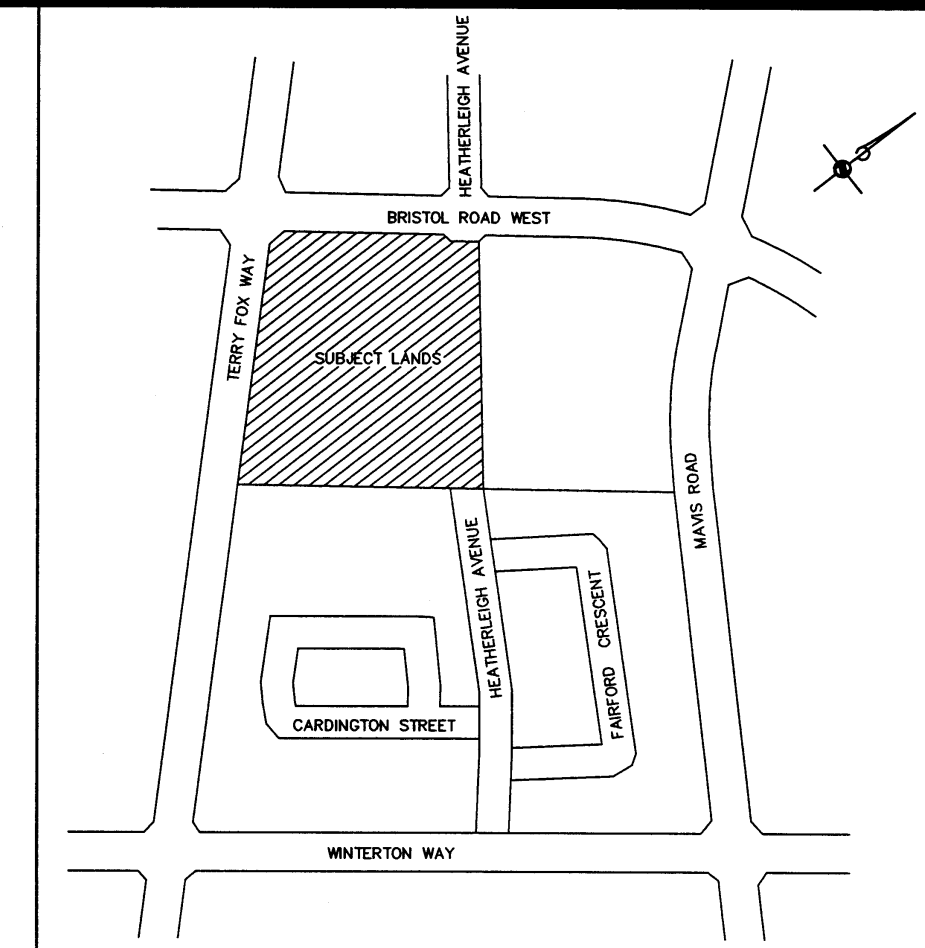 HEATHERLEIGH AVENUE
BRISTOL ROAD WEST
TERRY FOX WAY
SUBJECT LANDS
MAVIS ROAD
HEATHERLEIGH AVENUE
FAIRFORD CRESCENT
CARDINGTON STREET
WINTERTON WAY